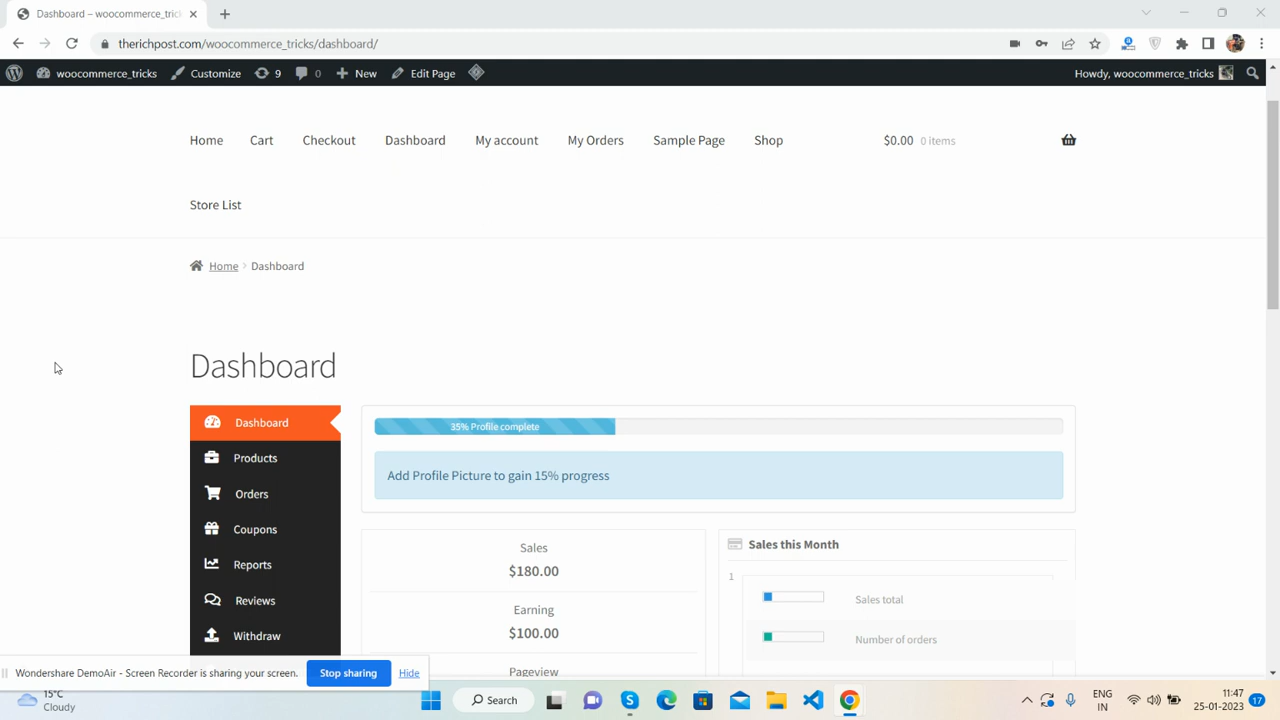 Dashboard – woocommerce_tric
therichpost.com/woocommerce_tricks/dashboard/
woocommerce_tricks Customize 9 0 New Edit Page Howdy, woocommerce_tricks
Home Cart Checkout Dashboard My account My Orders Sample Page Shop $0.00 0 items
Store List
Home Dashboard
Dashboard
Dashboard
Products
Orders
Coupons
Reports
Reviews
Withdraw
35% Profile complete
Add Profile Picture to gain 15% progress
Sales
$180.00
Earning
$100.00
Pageview
Sales this Month
1
Sales total
Number of orders
Wondershare DemoAir - Screen Recorder is sharing your screen. Stop sharing Hide
15°C
Cloudy
Search
ENG
IN
11:47
25-01-2023
17